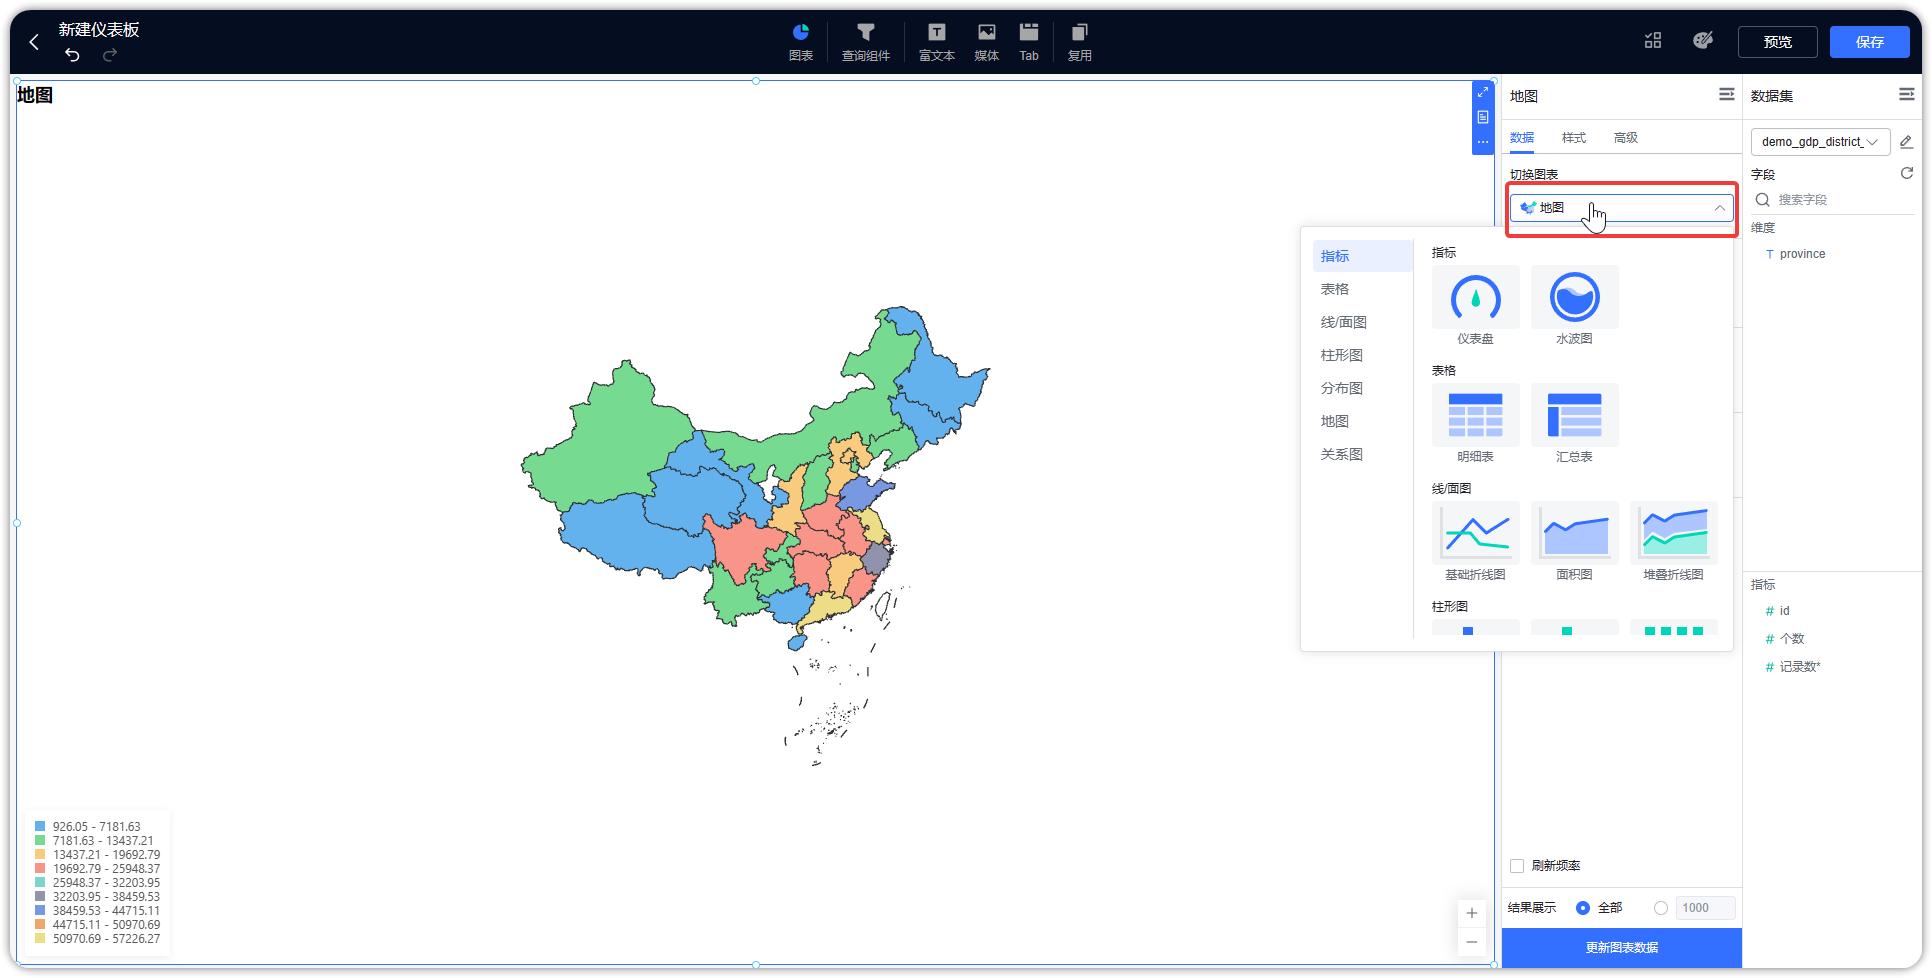 新建仪表板
图表
查询组件
富文本
媒体
Tab
复用
预览
保存
地图
地图
数据
样式
高级
切换图表
地图
指标
表格
线/面图
柱形图
分布图
地图
关系图
指标
仪表盘
水波图
表格
明细表
汇总表
线/面图
基础折线图
面积图
堆叠折线图
柱形图
926.05 - 7181.63
7181.63 - 13437.21
13437.21 - 19692.79
19692.79 - 25948.37
25948.37 - 32203.95
32203.95 - 38459.53
38459.53 - 44715.11
44715.11 - 50970.69
50970.69 - 57226.27
刷新频率
结果展示
全部
1000
更新图表数据
数据集
demo_gdp_district_
字段
搜索字段
维度
T province
指标
# id
# 个数
# 记录数*